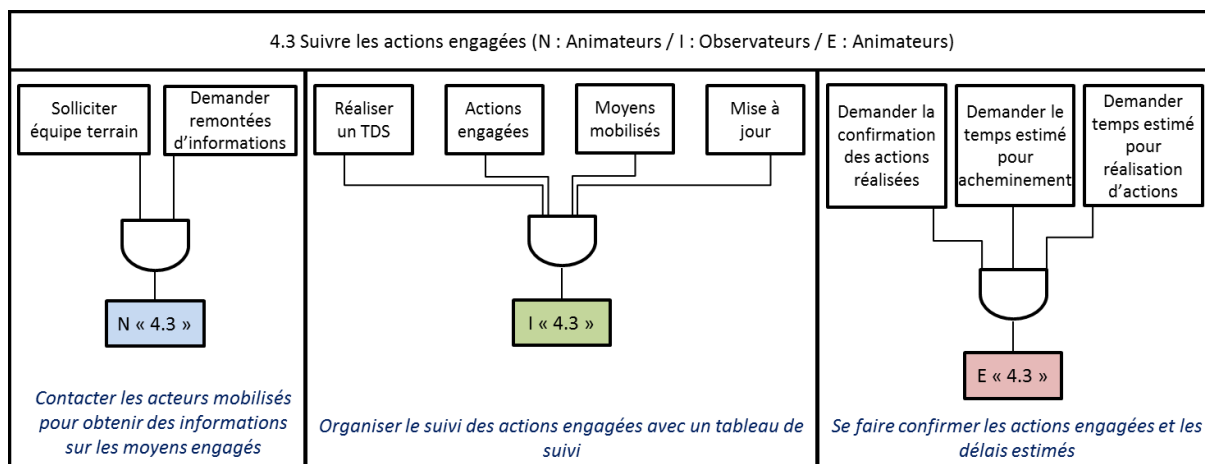 4.3 Suivre les actions engagées (N : Animateurs / I : Observateurs / E : Animateurs)
Solliciter
équipe terrain
Demander
remontées
d’informations
N « 4.3 »
Contacter les acteurs mobilisés
pour obtenir des informations
sur les moyens engagés
Réaliser
un TDS
Actions
engagées
Moyens
mobilisés
Mise à
jour
I « 4.3 »
Organiser le suivi des actions engagées avec un tableau de
suivi
Demander la
confirmation
des actions
réalisées
Demander le
temps estimé
pour
acheminement
Demander
temps estimé
pour
réalisation
d’actions
E « 4.3 »
Se faire confirmer les actions engagées et les
délais estimés